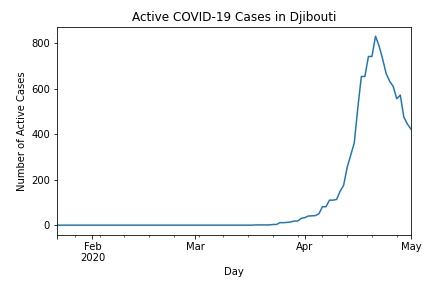 Active COVID-19 Cases in Djibouti
Number of Active Cases
800
600
400
200
0
Feb
2020
Mar
Apr
May
Day